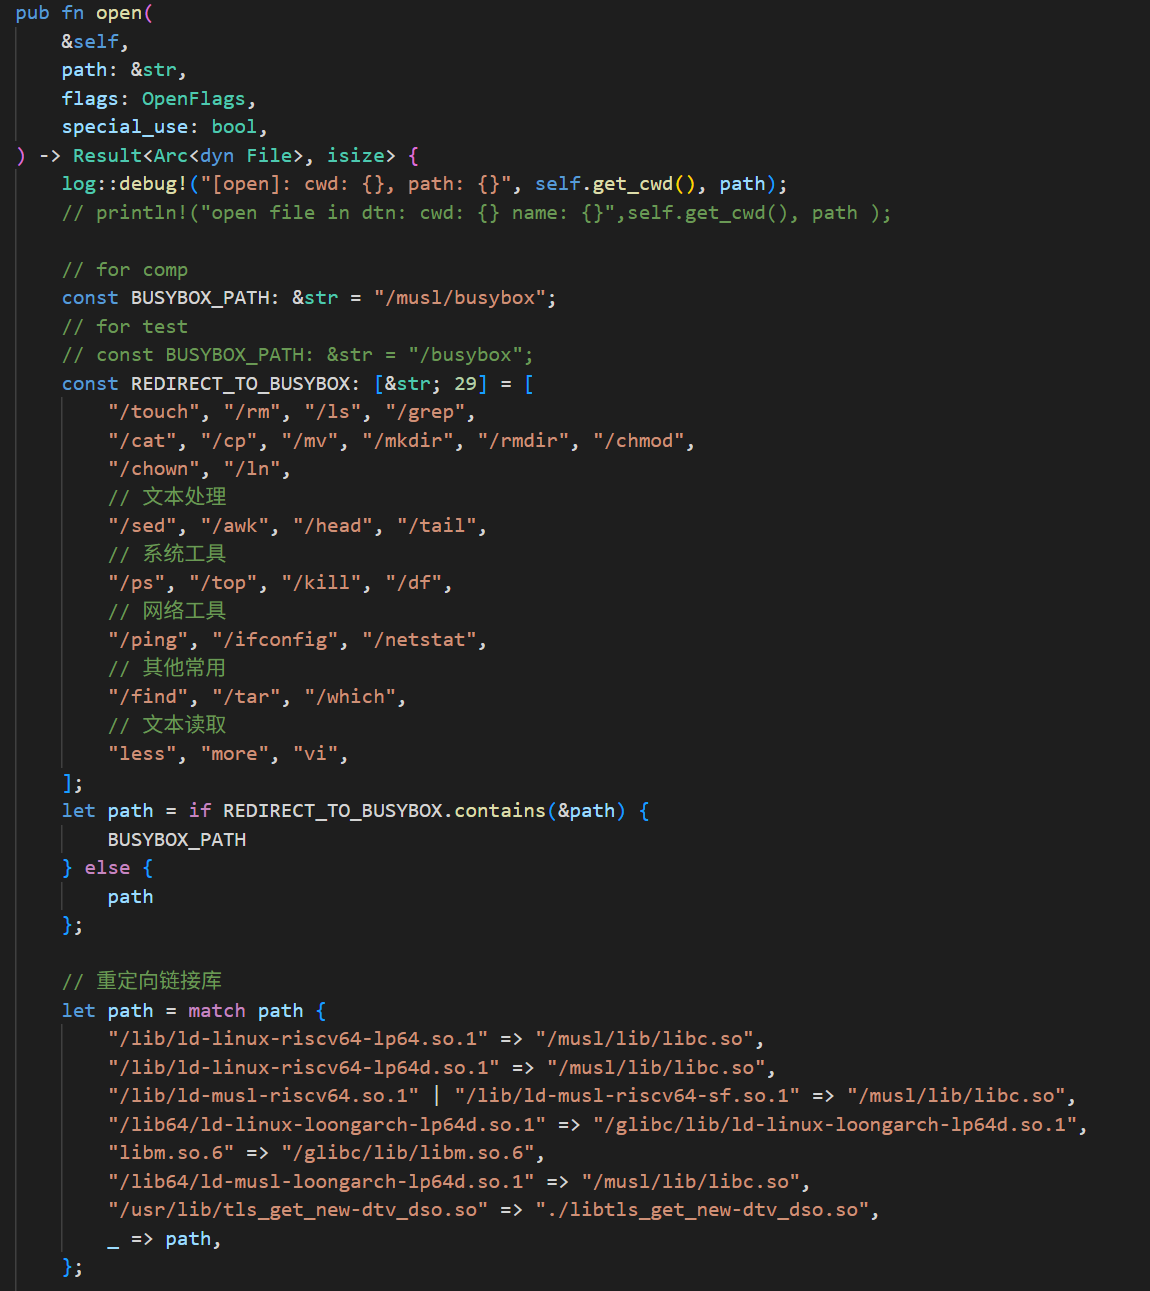 pub fn open(
    &self,
    path: &str,
    flags: OpenFlags,
    special_use: bool,
) -> Result<Arc<dyn File>, isize> {
    log::debug!("[open]: cwd: {}, path: {}", self.get_cwd(), path);
    // println!("open file in dtn: cwd: {} name: {}",self.get_cwd(), path );

    // for comp
    const BUSYBOX_PATH: &str = "/musl/busybox";
    // for test
    // const BUSYBOX_PATH: &str = "/busybox";
    const REDIRECT_TO_BUSYBOX: [&str; 29] = [
        "/touch", "/rm", "/ls", "/grep",
        "/cat", "/cp", "/mv", "/mkdir", "/rmdir", "/chmod",
        "/chown", "/ln",
        // 文本处理
        "/sed", "/awk", "/head", "/tail",
        // 系统工具
        "/ps", "/top", "/kill", "/df",
        // 网络工具
        "/ping", "/ifconfig", "/netstat",
        // 其他常用
        "/find", "/tar", "/which",
        // 文本读取
        "less", "more", "vi",
    ];
    let path = if REDIRECT_TO_BUSYBOX.contains(&path) {
        BUSYBOX_PATH
    } else {
        path
    };

    // 重定向链接库
    let path = match path {
        "/lib/ld-linux-riscv64-lp64.so.1" => "/musl/lib/libc.so",
        "/lib/ld-linux-riscv64-lp64d.so.1" => "/musl/lib/libc.so",
        "/lib/ld-musl-riscv64.so.1" | "/lib/ld-musl-riscv64-sf.so.1" => "/musl/lib/libc.so",
        "/lib64/ld-linux-loongarch-lp64d.so.1" => "/glibc/lib/ld-linux-loongarch-lp64d.so.1",
        "libm.so.6" => "/glibc/lib/libm.so.6",
        "/lib64/ld-musl-loongarch-lp64d.so.1" => "/musl/lib/libc.so",
        "/usr/lib/tls_get_new-dtv_dso.so" => "./libtls_get_new-dtv_dso.so",
        _ => path,
    };